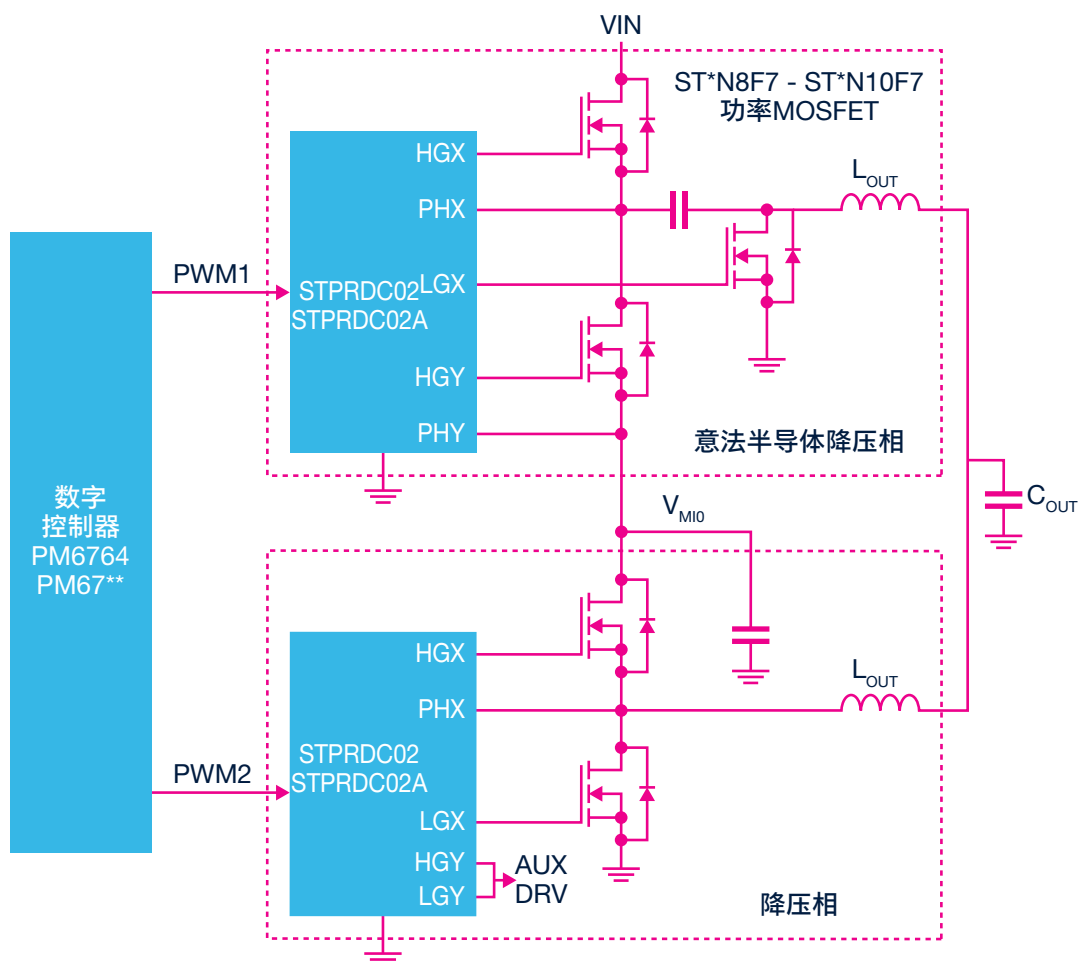 VIN
ST*N8F7 - ST*N10F7
功率MOSFET
HGX
LOUT
PHX
PWM1
STPRDC02
LGX
STPRDC02A
HGY
PHY
意法半导体降压相
数字
控制器
PM6764
PM67**
VMI0
COUT
HGX
LOUT
PHX
STPRDC02
STPRDC02A
PWM2
LGX
HGY
LGY
AUX
DRV
降压相